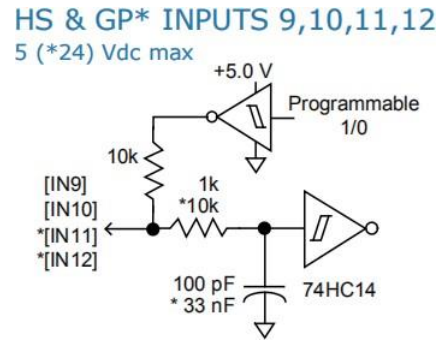 HS & GP* INPUTS 9,10,11,12
5 (*24) Vdc max
+5.0 V
Programmable
1/0
10k
1k
*10k
[IN9]
[IN10]
*[IN11]
*[IN12]
100 pF
* 33 nF
74HC14